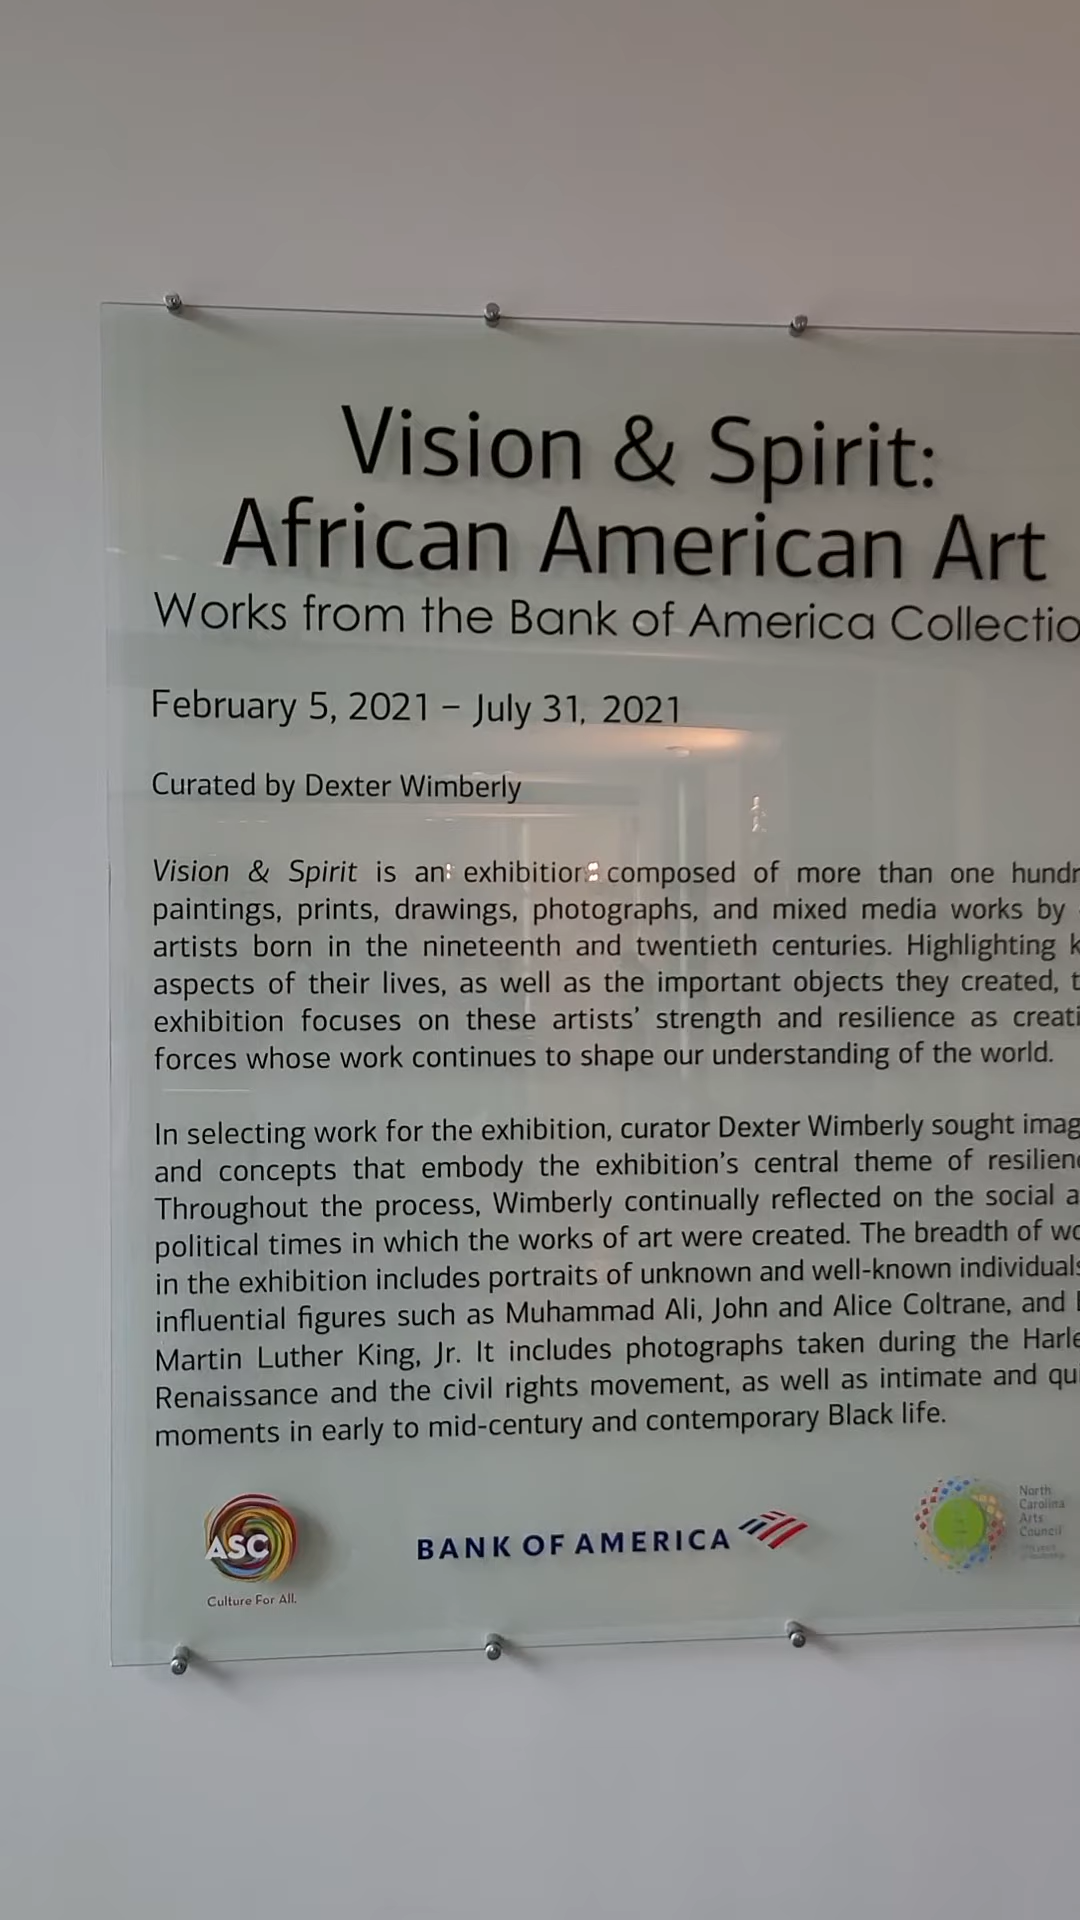 Vision & Spirit:
African American Art
Works from the Bank of America Collectio
February 5, 2021 – July 31, 2021
Curated by Dexter Wimberly
Vision & Spirit is an exhibition composed of more than one hundr
paintings, prints, drawings, photographs, and mixed media works by
artists born in the nineteenth and twentieth centuries. Highlighting k
aspects of their lives, as well as the important objects they created, t
exhibition focuses on these artists’ strength and resilience as creati
forces whose work continues to shape our understanding of the world.
In selecting work for the exhibition, curator Dexter Wimberly sought imag
and concepts that embody the exhibition’s central theme of resilienc
Throughout the process, Wimberly continually reflected on the social a
political times in which the works of art were created. The breadth of wo
in the exhibition includes portraits of unknown and well-known individuals
influential figures such as Muhammad Ali, John and Alice Coltrane, and
Martin Luther King, Jr. It includes photographs taken during the Harle
Renaissance and the civil rights movement, as well as intimate and qui
moments in early to mid-century and contemporary Black life.
ASC
Culture For All.
BANK OF AMERICA
North
Carolina
Arts
Council